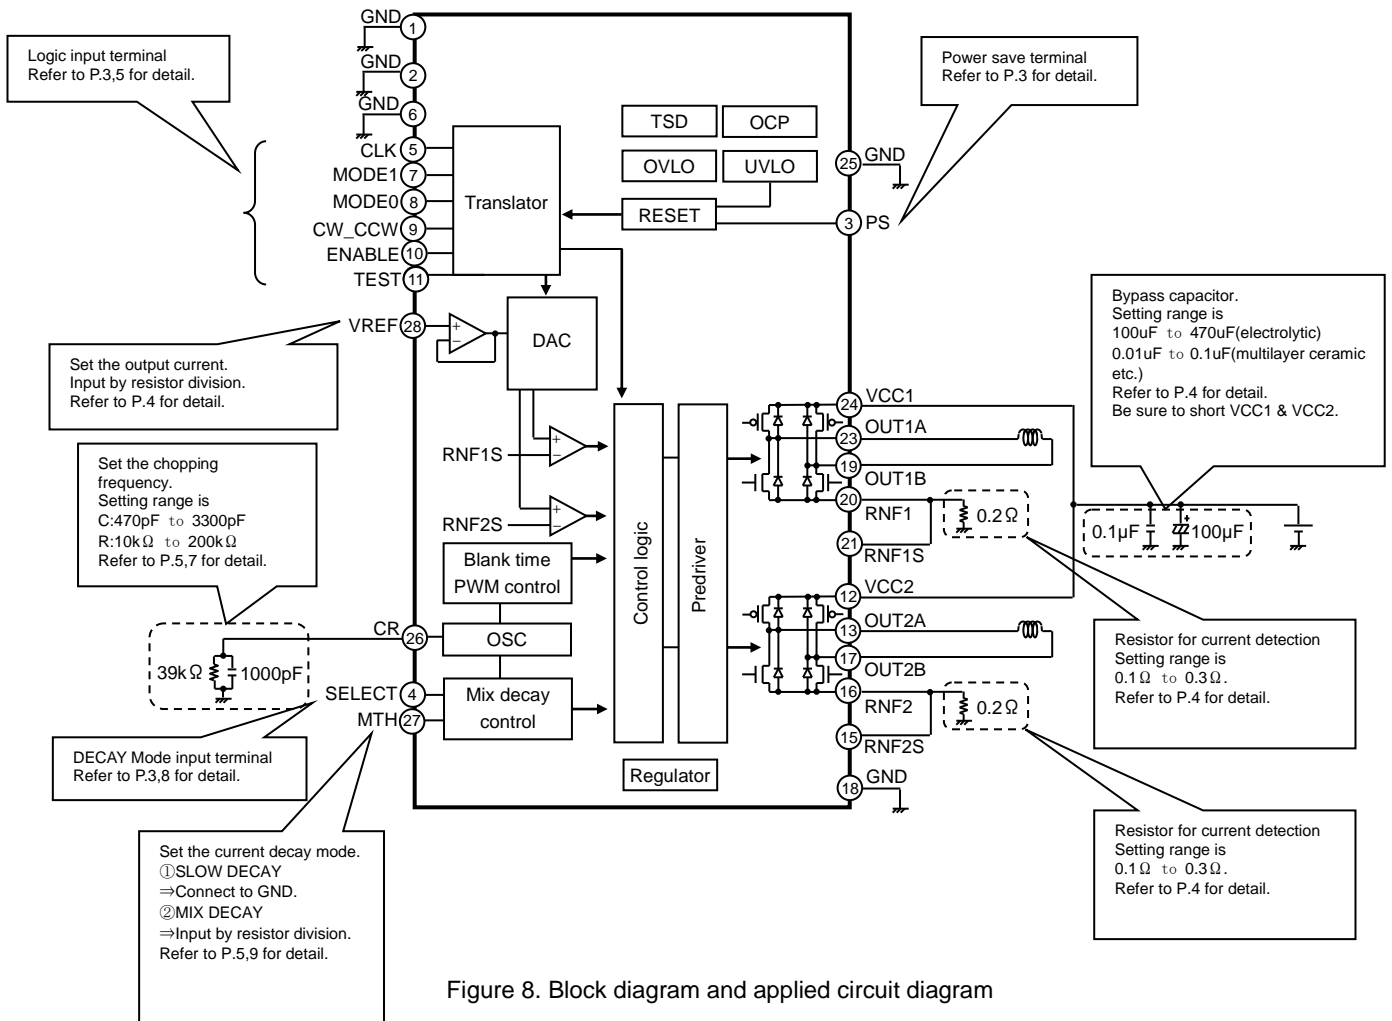 GND
1
Logic input terminal
Refer to P.3,5 for detail.
GND
2
GND
6
CLK
5
MODE1
7
MODE0
8
CW_CCW
9
ENABLE
10
TEST
11
Translator
TSD
OCP
OVLO
UVLO
RESET
Power save terminal
Refer to P.3 for detail.
25
GND
3
PS
VREF
28
+
−
DAC
Set the output current.
Input by resistor division.
Refer to P.4 for detail.
Bypass capacitor.
Setting range is
100uF to 470uF(electrolytic)
0.01uF to 0.1uF(multilayer ceramic
etc.)
Refer to P.4 for detail.
Be sure to short VCC1 & VCC2.
Set the chopping
frequency.
Setting range is
C:470pF to 3300pF
R:10kΩ to 200kΩ
Refer to P.5,7 for detail.
RNF1S
+
−
RNF2S
+
−
Blank time
PWM control
OSC
Mix decay
control
Control logic
Predriver
Regulator
24
VCC1
23
OUT1A
19
OUT1B
20
RNF1
0.2Ω
21
RNF1S
0.1µF
+
100µF
12
VCC2
13
OUT2A
17
OUT2B
16
RNF2
0.2Ω
15
RNF2S
18
GND
CR
26
39kΩ
1000pF
SELECT
4
MTH
27
DECAY Mode input terminal
Refer to P.3,8 for detail.
Resistor for current detection
Setting range is
0.1Ω to 0.3Ω.
Refer to P.4 for detail.
Resistor for current detection
Setting range is
0.1Ω to 0.3Ω.
Refer to P.4 for detail.
Set the current decay mode.
①SLOW DECAY
⇒Connect to GND.
②MIX DECAY
⇒Input by resistor division.
Refer to P.5,9 for detail.
Figure 8. Block diagram and applied circuit diagram